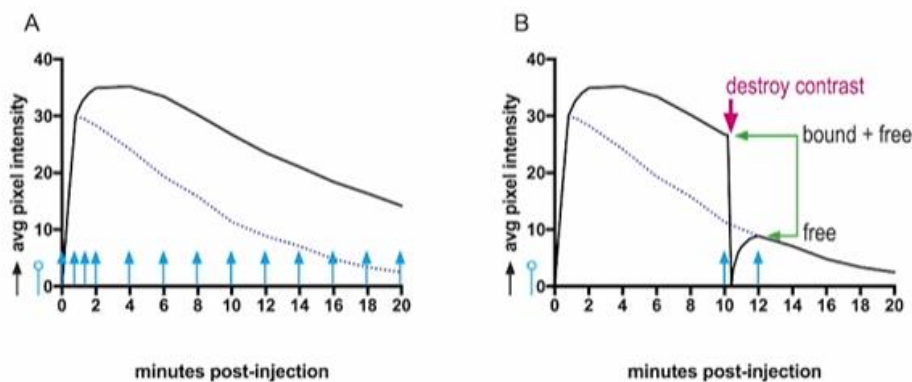 A
40
30
20
10
0
avg pixel intensity
0 2 4 6 8 10 12 14 16 18 20
minutes post-injection
B
40
30
20
10
0
avg pixel intensity
destroy contrast
bound + free
free
0 2 4 6 8 10 12 14 16 18 20
minutes post-injection